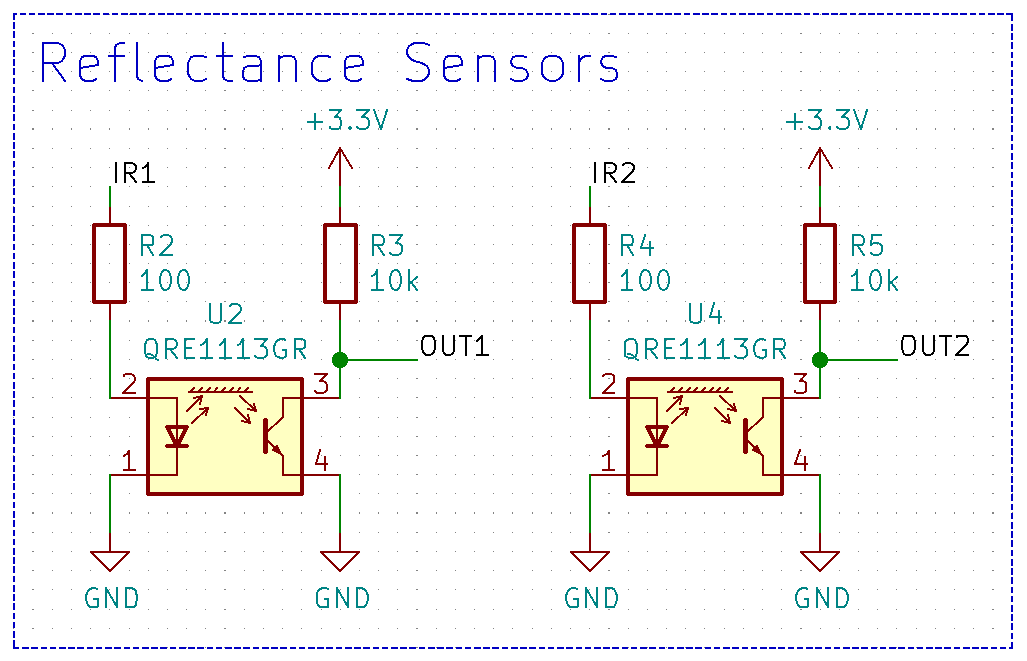 Reflectance Sensors
+3.3V
+3.3V
IR1
IR2
R2
100
R3
10k
R4
100
R5
10k
U2
QRE1113GR
OUT1
U4
QRE1113GR
OUT2
2
3
1
4
2
3
1
4
GND
GND
GND
GND